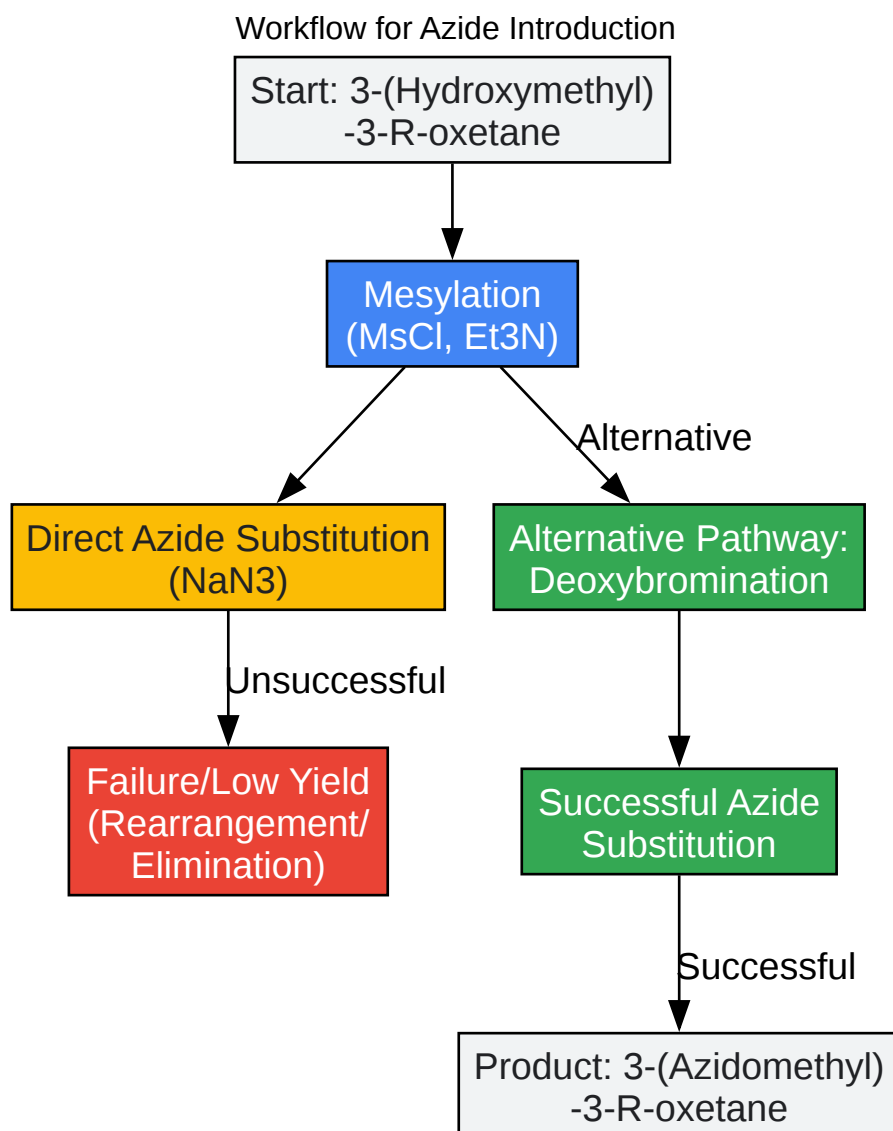 Workflow for Azide Introduction
Start: 3-(Hydroxymethyl)
-3-R-oxetane
Mesylation
(MsCl, Et3N)
Alternative
Direct Azide Substitution
(NaN3)
Alternative Pathway:
Deoxybromination
Unsuccessful
Failure/Low Yield
(Rearrangement/
Elimination)
Successful Azide
Substitution
Successful
Product: 3-(Azidomethyl)
-3-R-oxetane